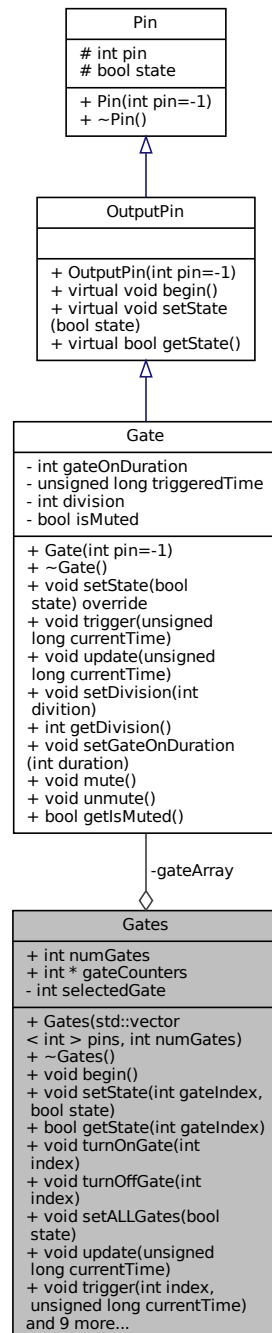 Pin
# int pin
# bool state
+ Pin(int pin=-1)
+ ~Pin()
OutputPin
+ OutputPin(int pin=-1)
+ virtual void begin()
+ virtual void setState
(bool state)
+ virtual bool getState()
Gate
- int gateOnDuration
- unsigned long triggeredTime
- int division
- bool isMuted
+ Gate(int pin=-1)
+ ~Gate()
+ void setState(bool
state) override
+ void trigger(unsigned
long currentTime)
+ void update(unsigned
long currentTime)
+ void setDivision(int
divition)
+ int getDivision()
+ void setGateOnDuration
(int duration)
+ void mute()
+ void unmute()
+ bool getIsMuted()
-gateArray
Gates
+ int numGates
+ int * gateCounters
- int selectedGate
+ Gates(std::vector
< int > pins, int numGates)
+ ~Gates()
+ void begin()
+ void setState(int gateIndex,
bool state)
+ bool getState(int gateIndex)
+ void turnOnGate(int
index)
+ void turnOffGate(int
index)
+ void setALLGates(bool
state)
+ void update(unsigned
long currentTime)
+ void trigger(int index,
unsigned long currentTime)
and 9 more...